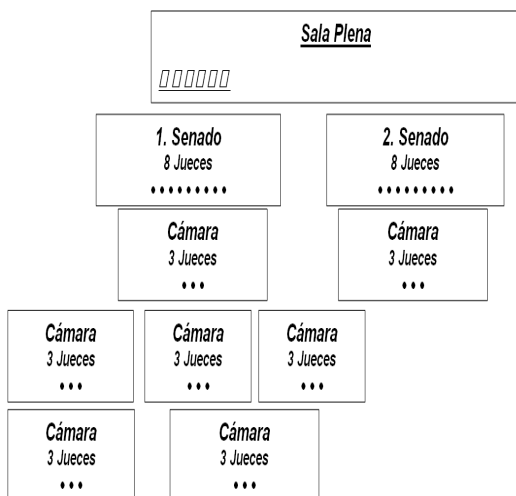 Sala Plena
1. Senado
8 Jueces
2. Senado
8 Jueces
Cámara
3 Jueces
Cámara
3 Jueces
Cámara
3 Jueces
Cámara
3 Jueces
Cámara
3 Jueces
Cámara
3 Jueces
Cámara
3 Jueces